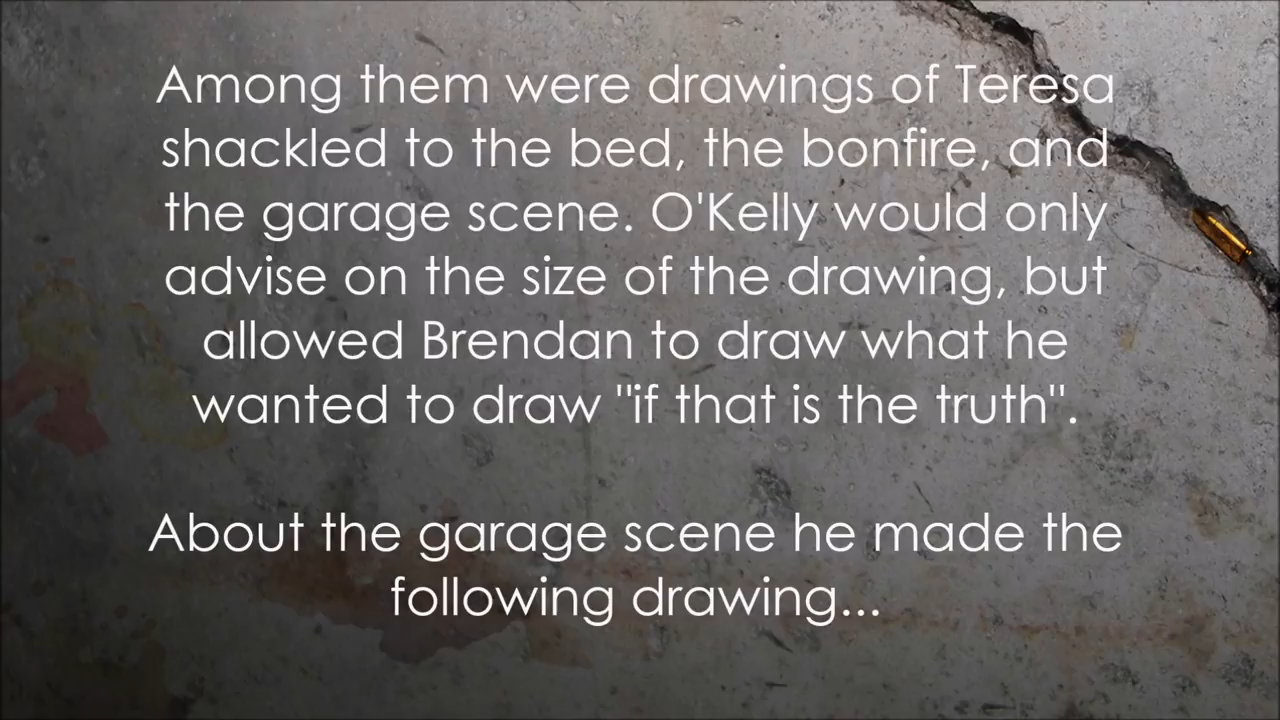 Among them were drawings of Teresa
shackled to the bed, the bonfire, and
the garage scene. O'Kelly would only
advise on the size of the drawing, but
allowed Brendan to draw what he
wanted to draw "if that is the truth".
About the garage scene he made the
following drawing...